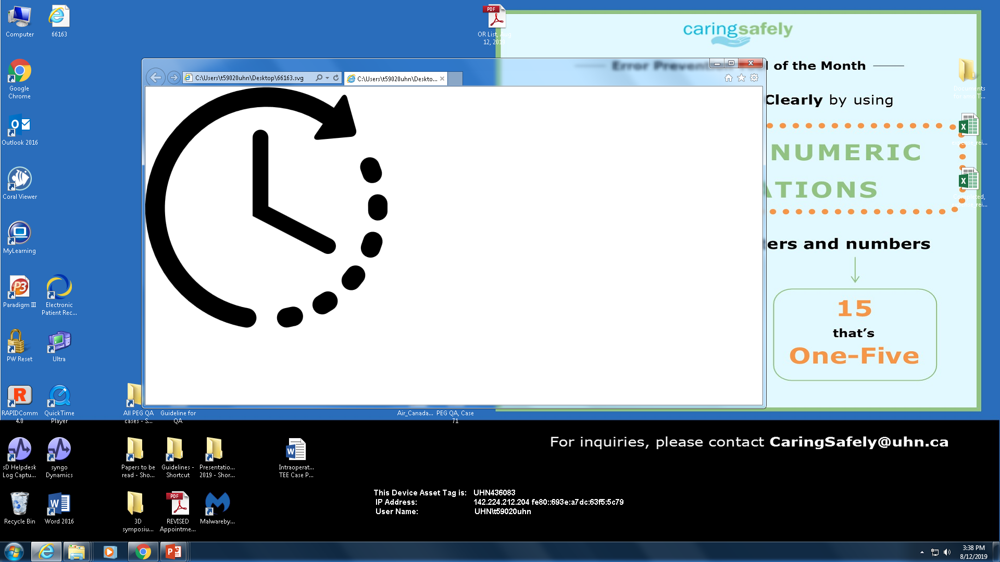 Computer
66163
OR List, Aug
12, 2019
caringsafely
Google
Chrome
C:\Users\t59020uhn\Desktop\66163.svg
C:\Users\t59020uhn\Deskto...
of the Month
Clearly by using
NUMERIC
ATIONS
ers and numbers
15
that's
One-Five
Documents
Outlook 2016
Coral Viewer
MyLearning
Paradigm III
Electronic
Patient Rec...
PW Reset
Ultra
RAPIDComm
4.0
QuickTime
Player
All PEG QA
cases - S...
Guideline for
QA
Air_Canada...
PEG QA, Case
71
For inquiries, please contact CaringSafely@uhn.ca
sD Helpdesk
Log Captu...
syngo
Dynamics
Papers to be
read - Sho...
Guidelines -
Shortcut
Presentatio...
2019 - Shor...
Intraoperat...
TEE Case P...
This Device Asset Tag is: UHN436083
IP Address: 142.224.212.204 fe80::693e:a7dc:63f5:5c79
User Name: UHN\t59020uhn
Recycle Bin
Word 2016
3D
symposiu...
PDF
REVISED
Appointme...
Malwareby...
3:38 PM
8/12/2019